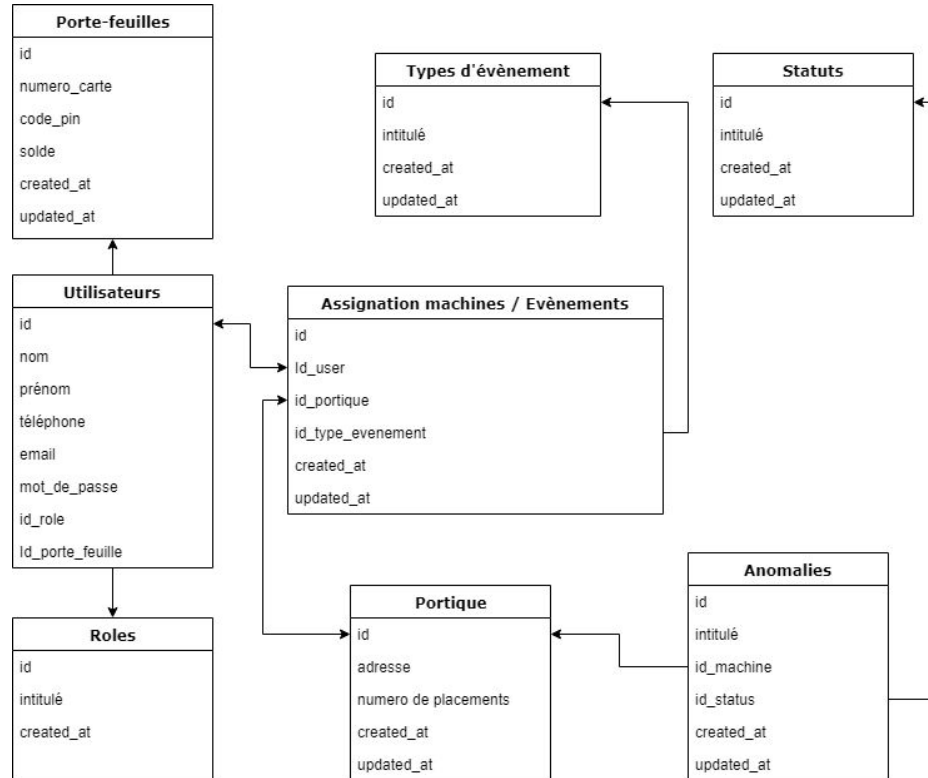 Porte-feuilles
id
numero_carte
code_pin
solde
created_at
updated_at
Types d'évènement
id
intitulé
created_at
updated_at
Statuts
id
intitulé
created_at
updated_at
Utilisateurs
id
nom
prénom
téléphone
email
mot_de_passe
id_role
Id_porte_feuille
Assignation machines / Evènements
id
Id_user
id_portique
id_type_evenement
created_at
updated_at
Roles
id
intitulé
created_at
Portique
id
adresse
numero de placements
created_at
updated_at
Anomalies
id
intitulé
id_machine
id_status
created_at
updated_at